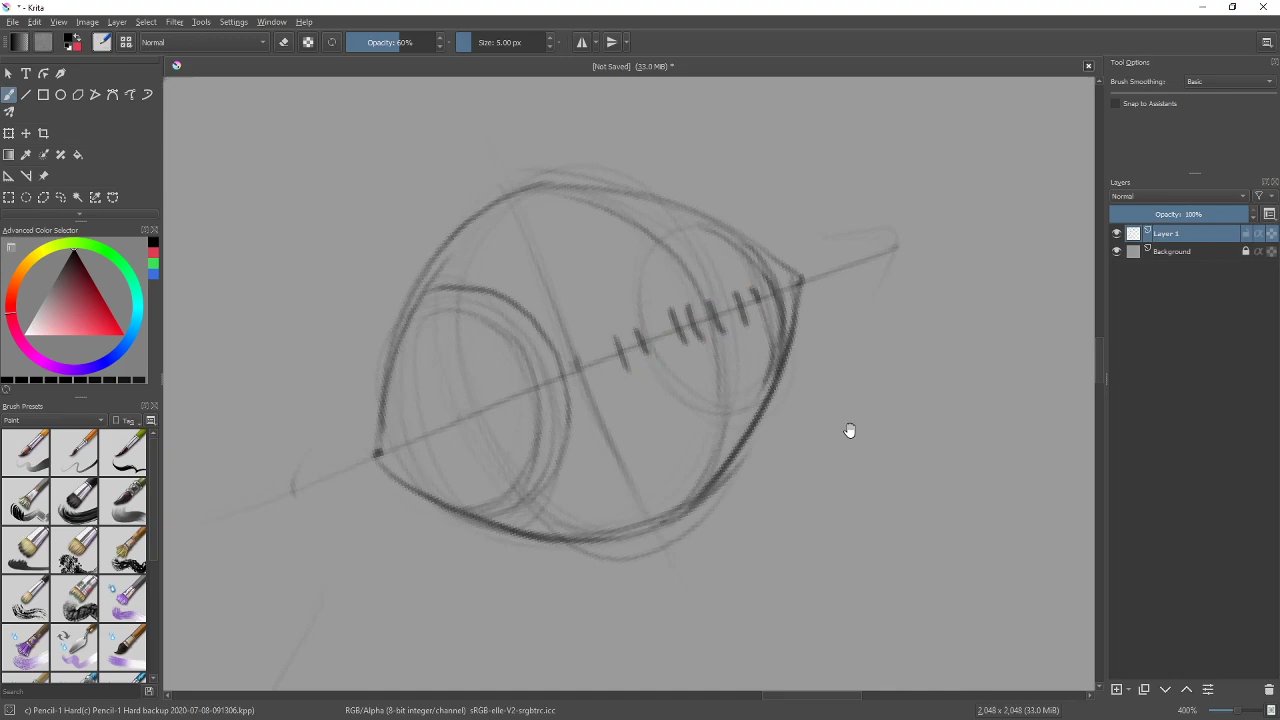 * - Krita
File Edit View Image Layer Select Filter Tools Settings Window Help
Normal Opacity: 60% Size: 5.00 px
[Not Saved] (33.0 MiB) *
Tool Options
Brush Smoothing: Basic
Snap to Assistants
Layers
Normal
Opacity: 100%
Layer 1
Background
Advanced Color Selector
Brush Presets
Paint Tag
Search
c) Pencil-1 Hard(c) Pencil-1 Hard backup 2020-07-08-091306.kpp) RGB/Alpha (8-bit integer/channel) sRGB-elle-V2-srgbtrc.icc 2,048 x 2,048 (33.0 MiB) 400%